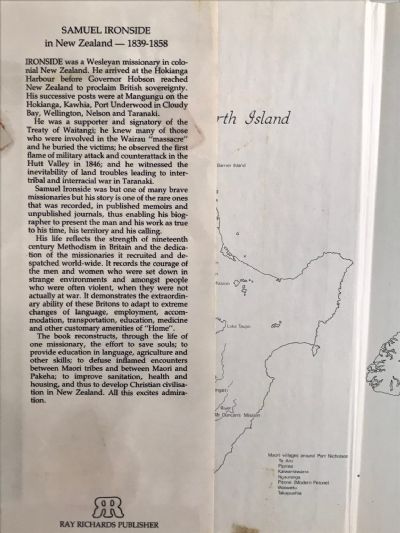 SAMUEL IRONSIDE
in New Zealand — 1839-1858
IRONSIDE was a Wesleyan missionary in colo-
nial New Zealand. He arrived at the Hokianga
Harbour before Governor Hobson reached
New Zealand to proclaim British sovereignty.
His successive posts were at Mangungu on the
Hokianga, Kawhia, Port Underwood in Cloudy
Bay, Wellington, Nelson and Taranaki.
He was a supporter and signatory of the
Treaty of Waitangi; he knew many of those
who were involved in the Wairau "massacre"
and he buried the victims; he observed the first
flame of military attack and counterattack in the
Hutt Valley in 1846; and he witnessed the
inevitability of land troubles leading to inter-
tribal and interracial war in Taranaki.
Samuel Ironside was but one of many brave
missionaries but his story is one of the rare ones
that was recorded, in published memoirs and
unpublished journals, thus enabling his biog-
rapher to present the man and his work as true
to his time, his territory and his calling.
His life reflects the strength of nineteenth
century Methodism in Britain and the dedica-
tion of the missionaries it recruited and de-
spatched world-wide. It records the courage of
the men and women who were set down in
strange environments and amongst people
who were often violent, when they were not
actually at war. It demonstrates the extraordin-
ary ability of these Britons to adapt to extreme
changes of language, employment, accom-
modation, transportation, education, medicine
and other customary amenities of "Home".
The book reconstructs, through the life of
one missionary, the effort to save souls; to
provide education in language, agriculture and
other skills; to defuse inflamed encounters
between Maori tribes and between Maori and
Pakeha; to improve sanitation, health and
housing, and thus to develop Christian civilisa-
tion in New Zealand. All this excites admira-
tion.
RR
RAY RICHARDS PUBLISHER
rth Island
Barrier Island
Lake Taupo
River
Mr Duncan's Mission
Maori villages around Port Nicholson
Te Aro
Pipitea
Kaiwarawara
Ngauranga
Pitone (Modern Petone)
Waiwetu